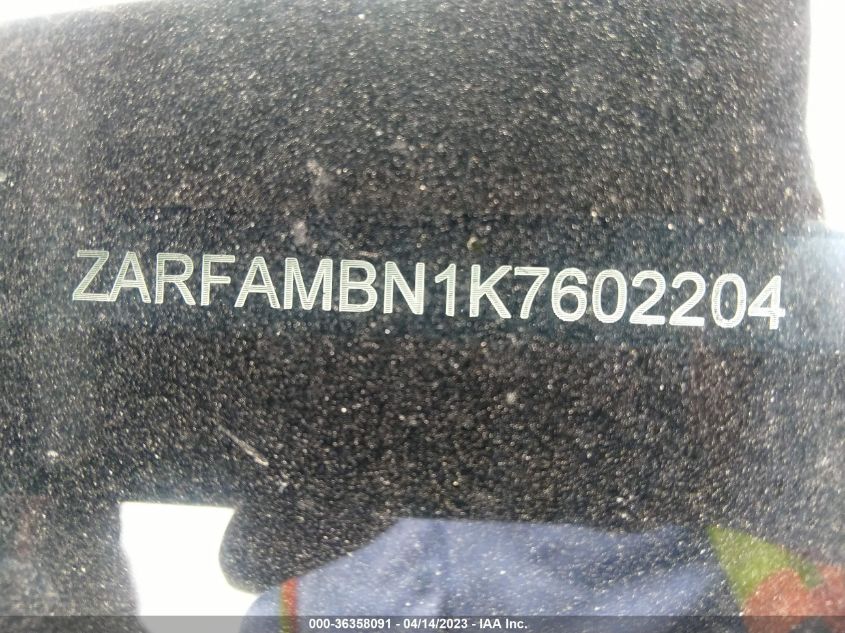 ZARFAMBN1K7602204
000-36358091 - 04/14/2023 - IAA Inc.